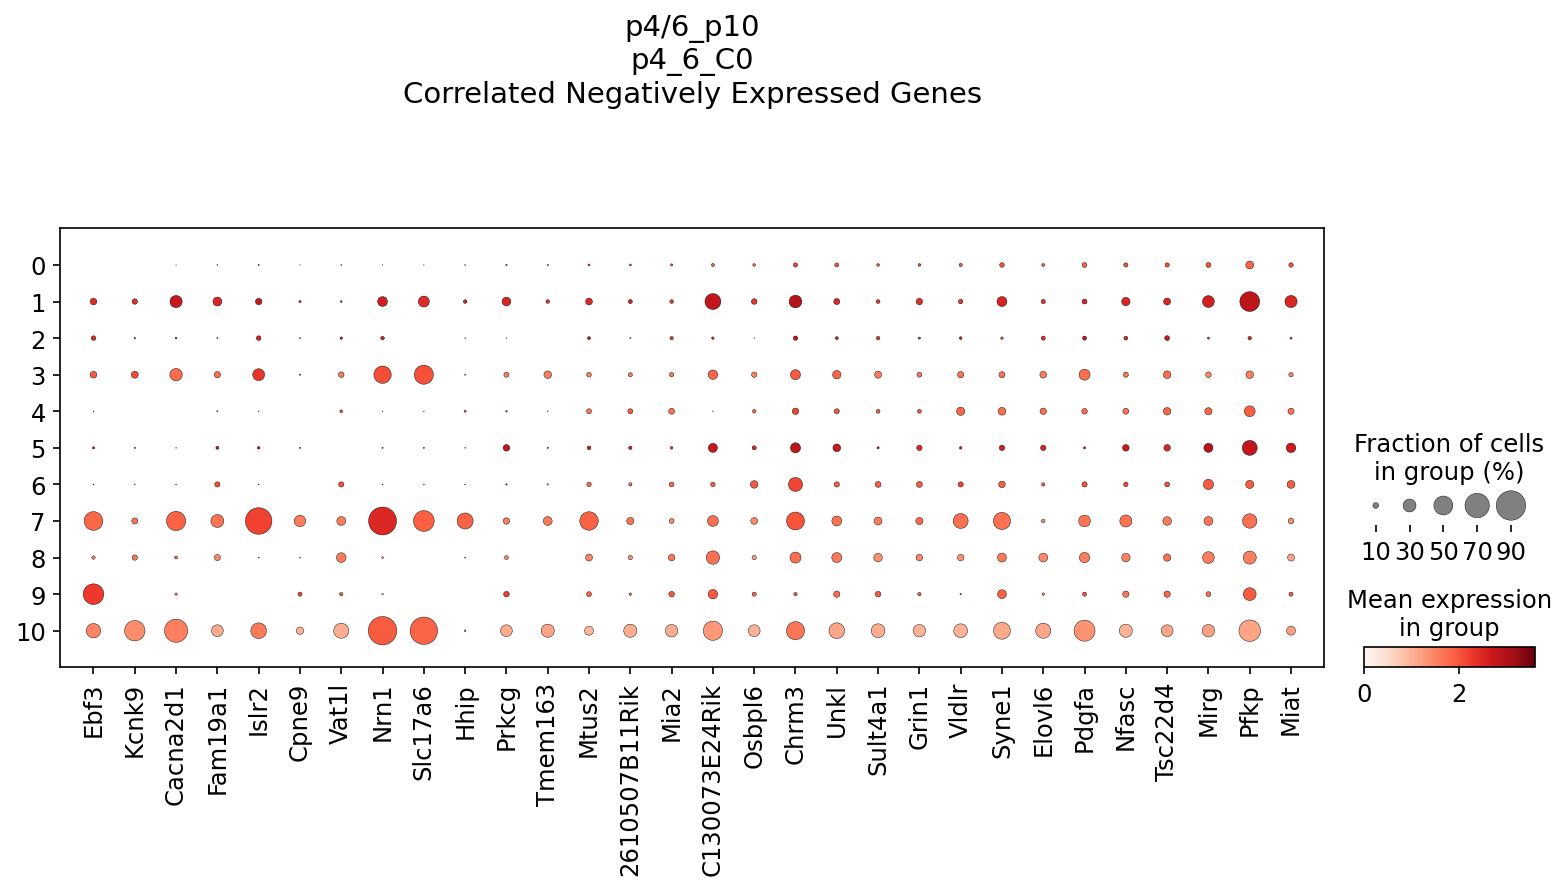 p4/6_p10
p4_6_C0
Correlated Negatively Expressed Genes
0
1
2
3
4
5
6
7
8
9
10
Ebf3
Kcnk9
Cacna2d1
Fam19a1
Islr2
Cpne9
Vat1l
Nrn1
Slc17a6
Hhip
Prkcg
Tmem163
Mtus2
2610507B11Rik
Mia2
C130073E24Rik
Osbpl6
Chrm3
Unkl
Sult4a1
Grin1
Vldlr
Syne1
Elovl6
Pdgfa
Nfasc
Tsc22d4
Mirg
Pfkp
Miat
Fraction of cells
in group (%)
10 30 50 70 90
Mean expression
in group
0 2